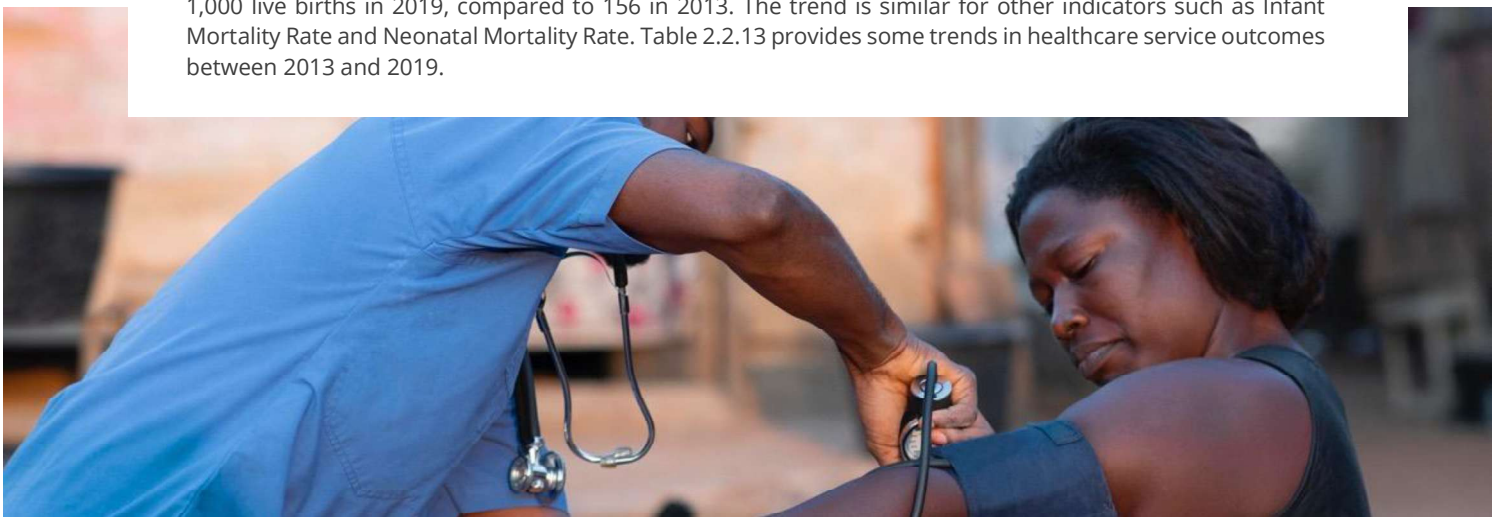 1,000 live births in 2019, compared to 156 in 2013. The trend is similar for other indicators such as Infant
Mortality Rate and Neonatal Mortality Rate. Table 2.2.13 provides some trends in healthcare service outcomes
between 2013 and 2019.